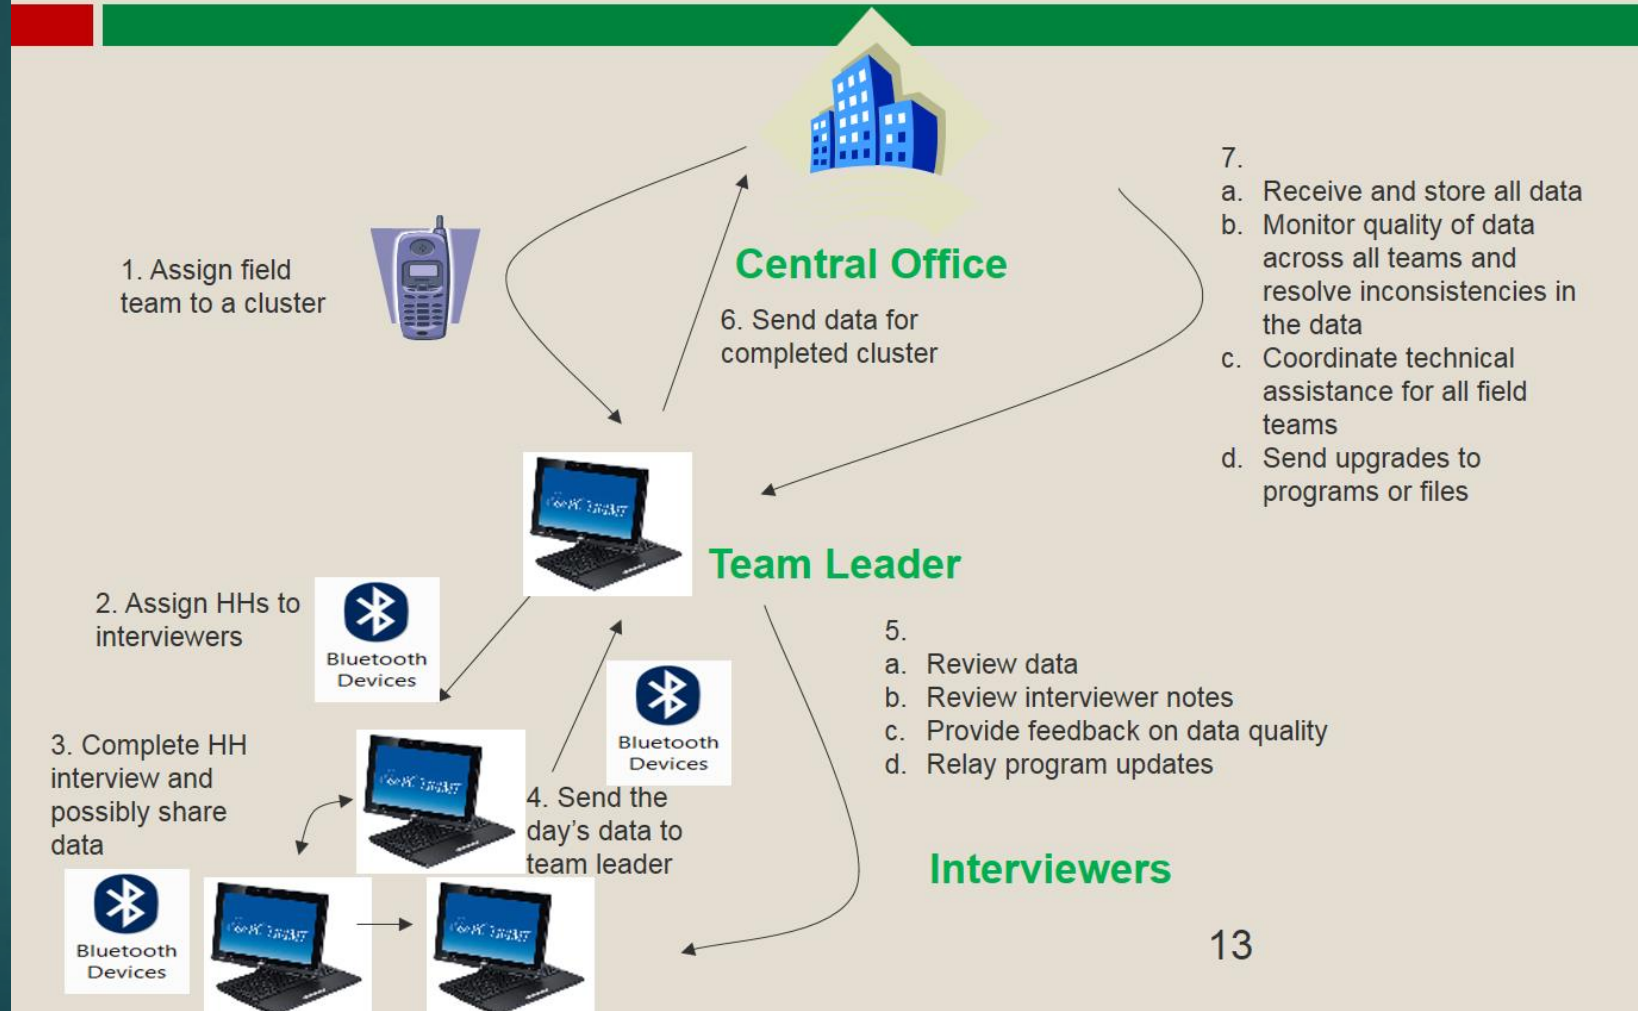 1. Assign field
team to a cluster
Central Office
6. Send data for
completed cluster
7.
a. Receive and store all data
b. Monitor quality of data
across all teams and
resolve inconsistencies in
the data
c. Coordinate technical
assistance for all field
teams
d. Send upgrades to
programs or files
Team Leader
2. Assign HHs to
interviewers
Bluetooth
Devices
Bluetooth
Devices
5.
a. Review data
b. Review interviewer notes
c. Provide feedback on data quality
d. Relay program updates
3. Complete HH
interview and
possibly share
data
4. Send the
day's data to
team leader
Bluetooth
Devices
Interviewers
13